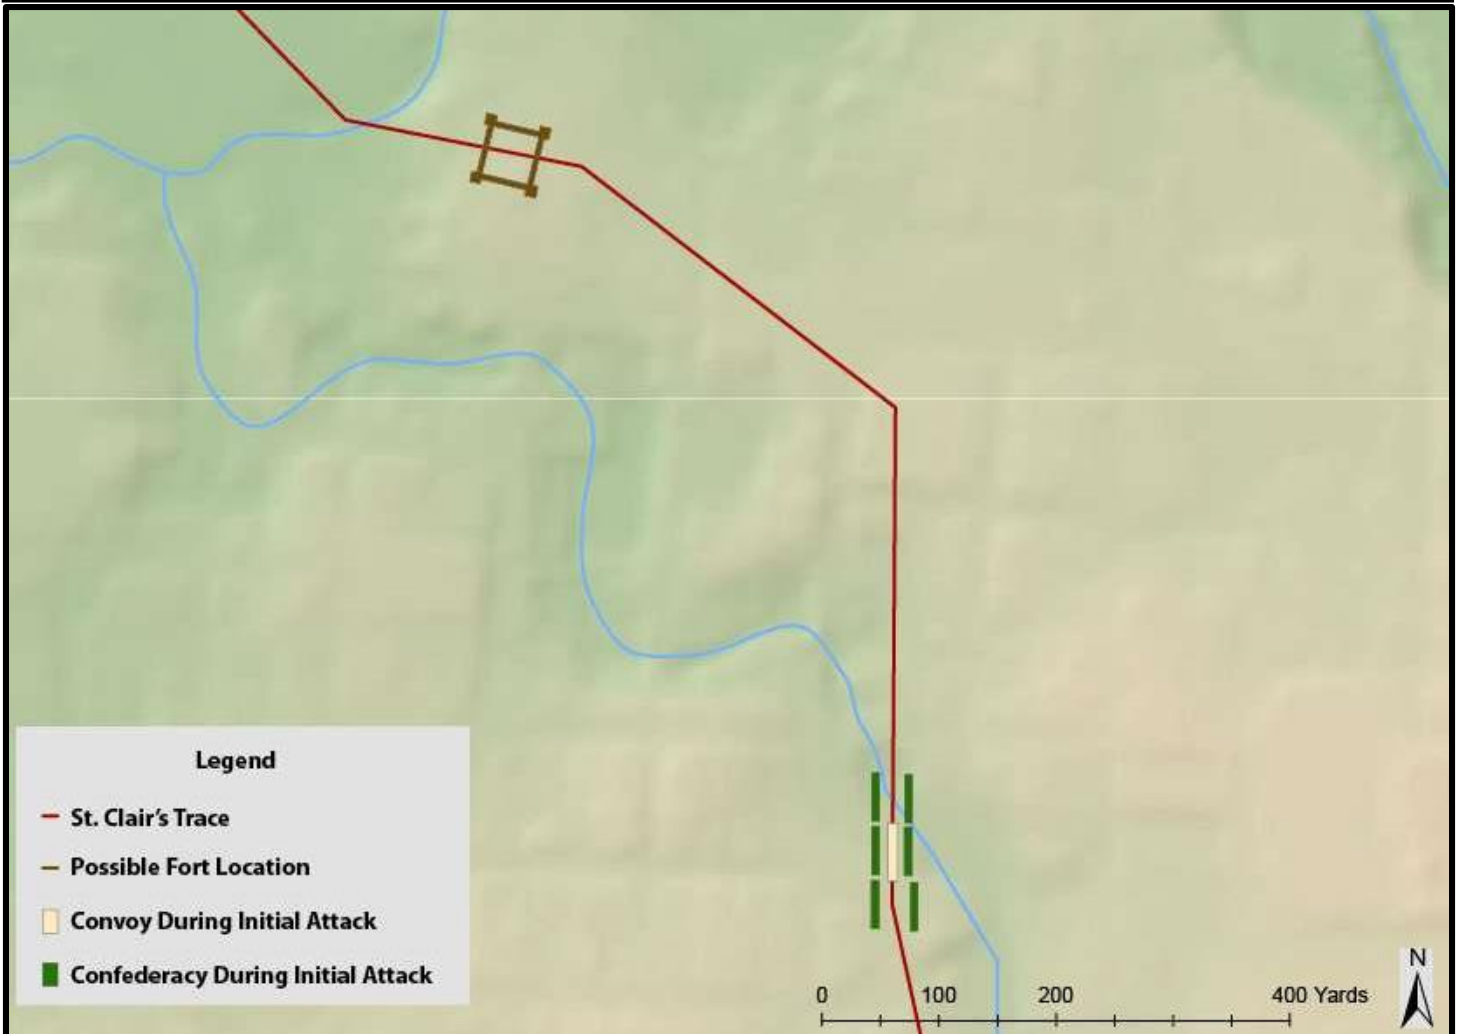 Legend
St. Clair's Trace
Possible Fort Location
Convoy During Initial Attack
Confederacy During Initial Attack
0 100 200 400 Yards
N